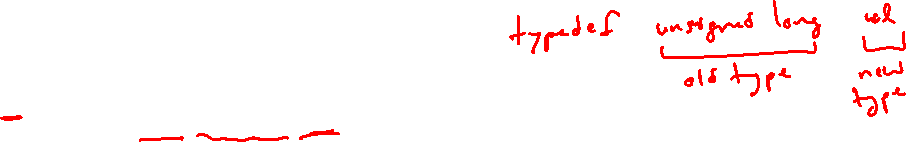 typedef unsigned long ul
old type
new
type